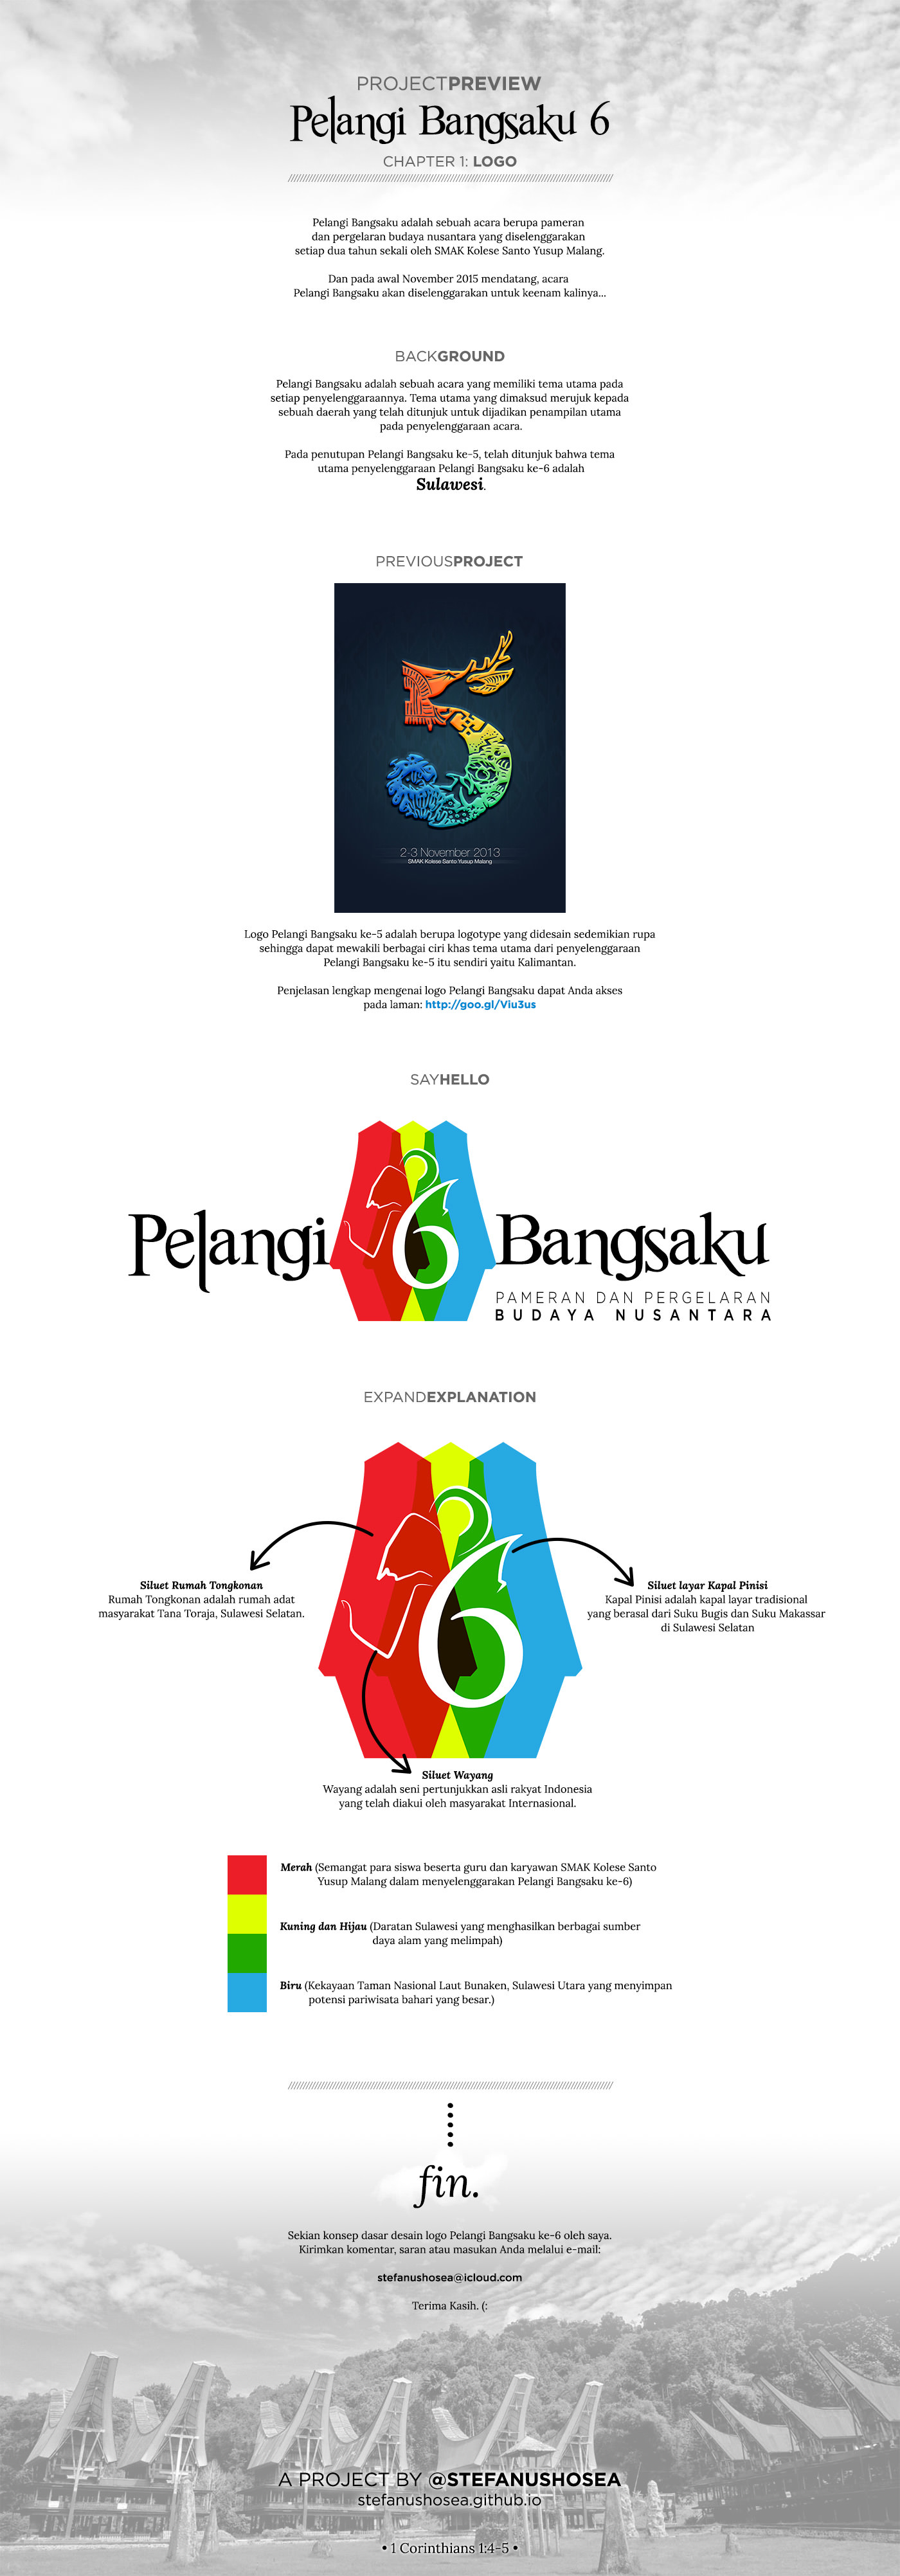 PROJECTPREVIEW
Pelangi Bangsaku 6
CHAPTER 1: LOGO
Pelangi Bangsaku adalah sebuah acara berupa pameran
dan pergelaran budaya nusantara yang diselenggarakan
setiap dua tahun sekali oleh SMAK Kolese Santo Yusup Malang.
Dan pada awal November 2015 mendatang, acara
Pelangi Bangsaku akan diselenggarakan untuk keenam kalinya...
BACKGROUND
Pelangi Bangsaku adalah sebuah acara yang memiliki tema utama pada
setiap penyelenggaraannya. Tema utama yang dimaksud merujuk kepada
sebuah daerah yang telah ditunjuk untuk dijadikan penampilan utama
pada penyelenggaraan acara.
Pada penutupan Pelangi Bangsaku ke-5, telah ditunjuk bahwa tema
utama penyelenggaraan Pelangi Bangsaku ke-6 adalah
Sulawesi.
PREVIOUSPROJECT
5
2-3 November 2013
SMAK Kolese Santo Yusup Malang
Logo Pelangi Bangsaku ke-5 adalah berupa logotype yang didesain sedemikian rupa
sehingga dapat mewakili berbagai ciri khas tema utama dari penyelenggaraan
Pelangi Bangsaku ke-5 itu sendiri yaitu Kalimantan.
Penjelasan lengkap mengenai logo Pelangi Bangsaku dapat Anda akses
pada laman: http://goo.gl/Viu3us
SAYHELLO
Pelangi 6 Bangsaku
PAMERAN DAN PERGELARAN
BUDAYA NUSANTARA
EXPANDEXPLANATION
6
Siluet Rumah Tongkonan
Rumah Tongkonan adalah rumah adat
masyarakat Tana Toraja, Sulawesi Selatan.
Siluet layar Kapal Pinisi
Kapal Pinisi adalah kapal layar tradisional
yang berasal dari Suku Bugis dan Suku Makassar
di Sulawesi Selatan
Siluet Wayang
Wayang adalah seni pertunjukkan asli rakyat Indonesia
yang telah diakui oleh masyarakat Internasional.
Merah (Semangat para siswa beserta guru dan karyawan SMAK Kolese Santo
Yusup Malang dalam menyelenggarakan Pelangi Bangsaku ke-6)
Kuning dan Hijau (Daratan Sulawesi yang menghasilkan berbagai sumber
daya alam yang melimpah)
Biru (Kekayaan Taman Nasional Laut Bunaken, Sulawesi Utara yang menyimpan
potensi pariwisata bahari yang besar.)
fin.
Sekian konsep dasar desain logo Pelangi Bangsaku ke-6 oleh saya.
Kirimkan komentar, saran atau masukan Anda melalui e-mail:
stefanushosea@icloud.com
Terima Kasih. (:
A PROJECT BY @STEFANUSHOSEA
stefanushosea.github.io
• 1 Corinthians 1:4-5 •